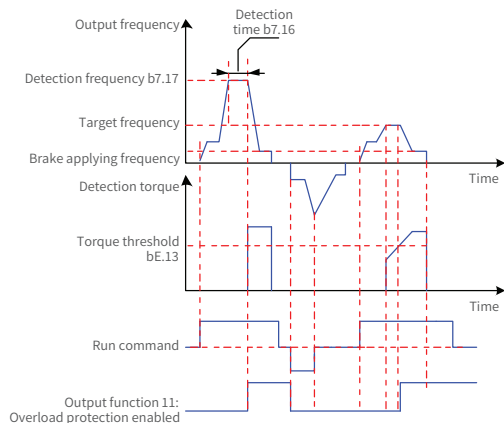 Output frequency
Detection
time b7.16
Detection frequency b7.17
Target frequency
Brake applying frequency
Time
Detection torque
Torque threshold
bE.13
Time
Run command
Output function 11:
Overload protection enabled